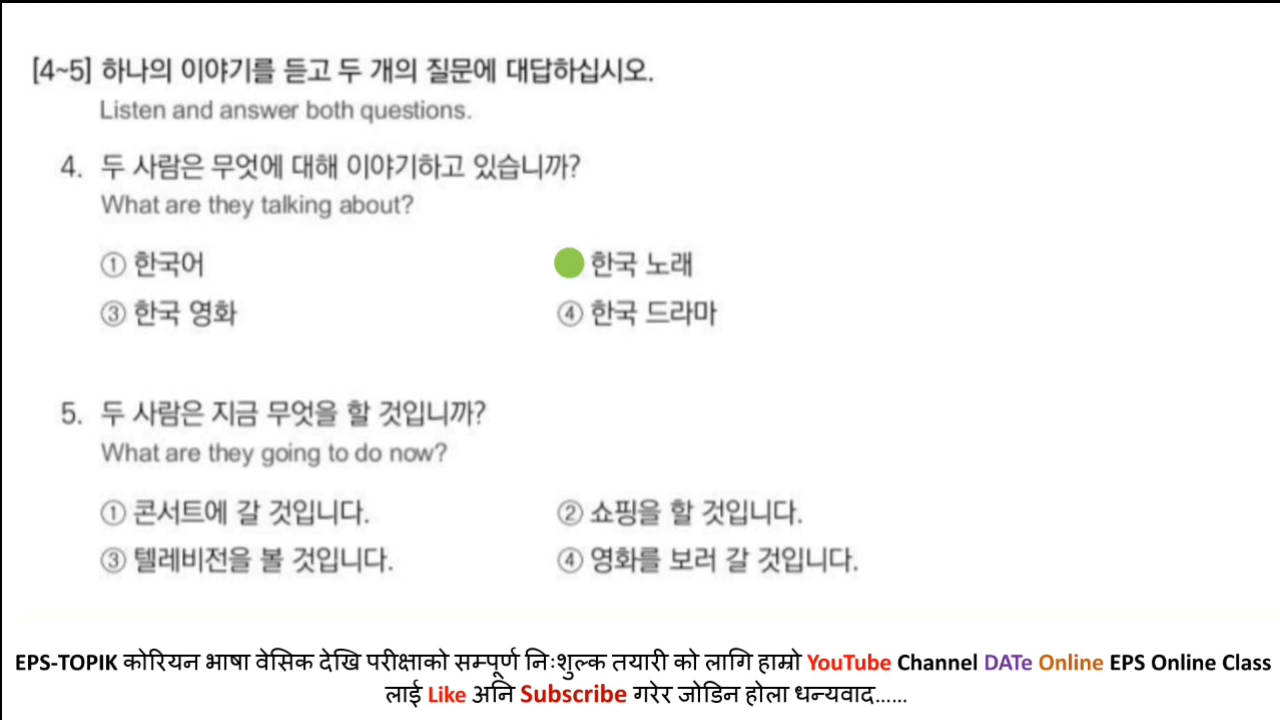 [4~5] 하나의 이야기를 듣고 두 개의 질문에 대답하십시오.
Listen and answer both questions.
4. 두 사람은 무엇에 대해 이야기하고 있습니까?
What are they talking about?
① 한국어 한국 노래
③ 한국 영화 ④ 한국 드라마
5. 두 사람은 지금 무엇을 할 것입니까?
What are they going to do now?
① 콘서트에 갈 것입니다. ② 쇼핑을 할 것입니다.
③ 텔레비전을 볼 것입니다. ④ 영화를 보러 갈 것입니다.
EPS-TOPIK कोरियन भाषा वेसिक देखि परीक्षाको सम्पूर्ण निःशुल्क तयारी को लागि हाम्रो YouTube Channel DATe Online EPS Online Class
लाई Like अनि Subscribe गरेर जोडिन होला धन्यवाद......